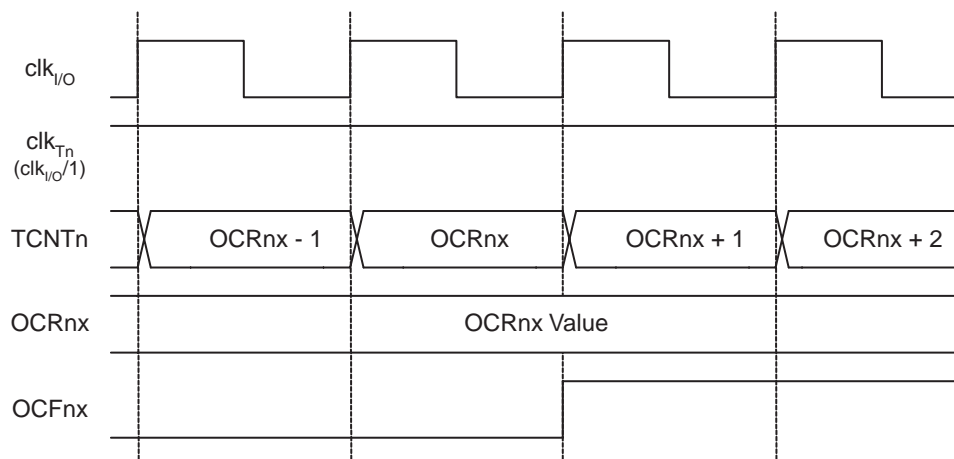 clkI/O
clkTn
(clkI/O/1)
TCNTn OCRnx - 1 OCRnx OCRnx + 1 OCRnx + 2
OCRnx OCRnx Value
OCFnx